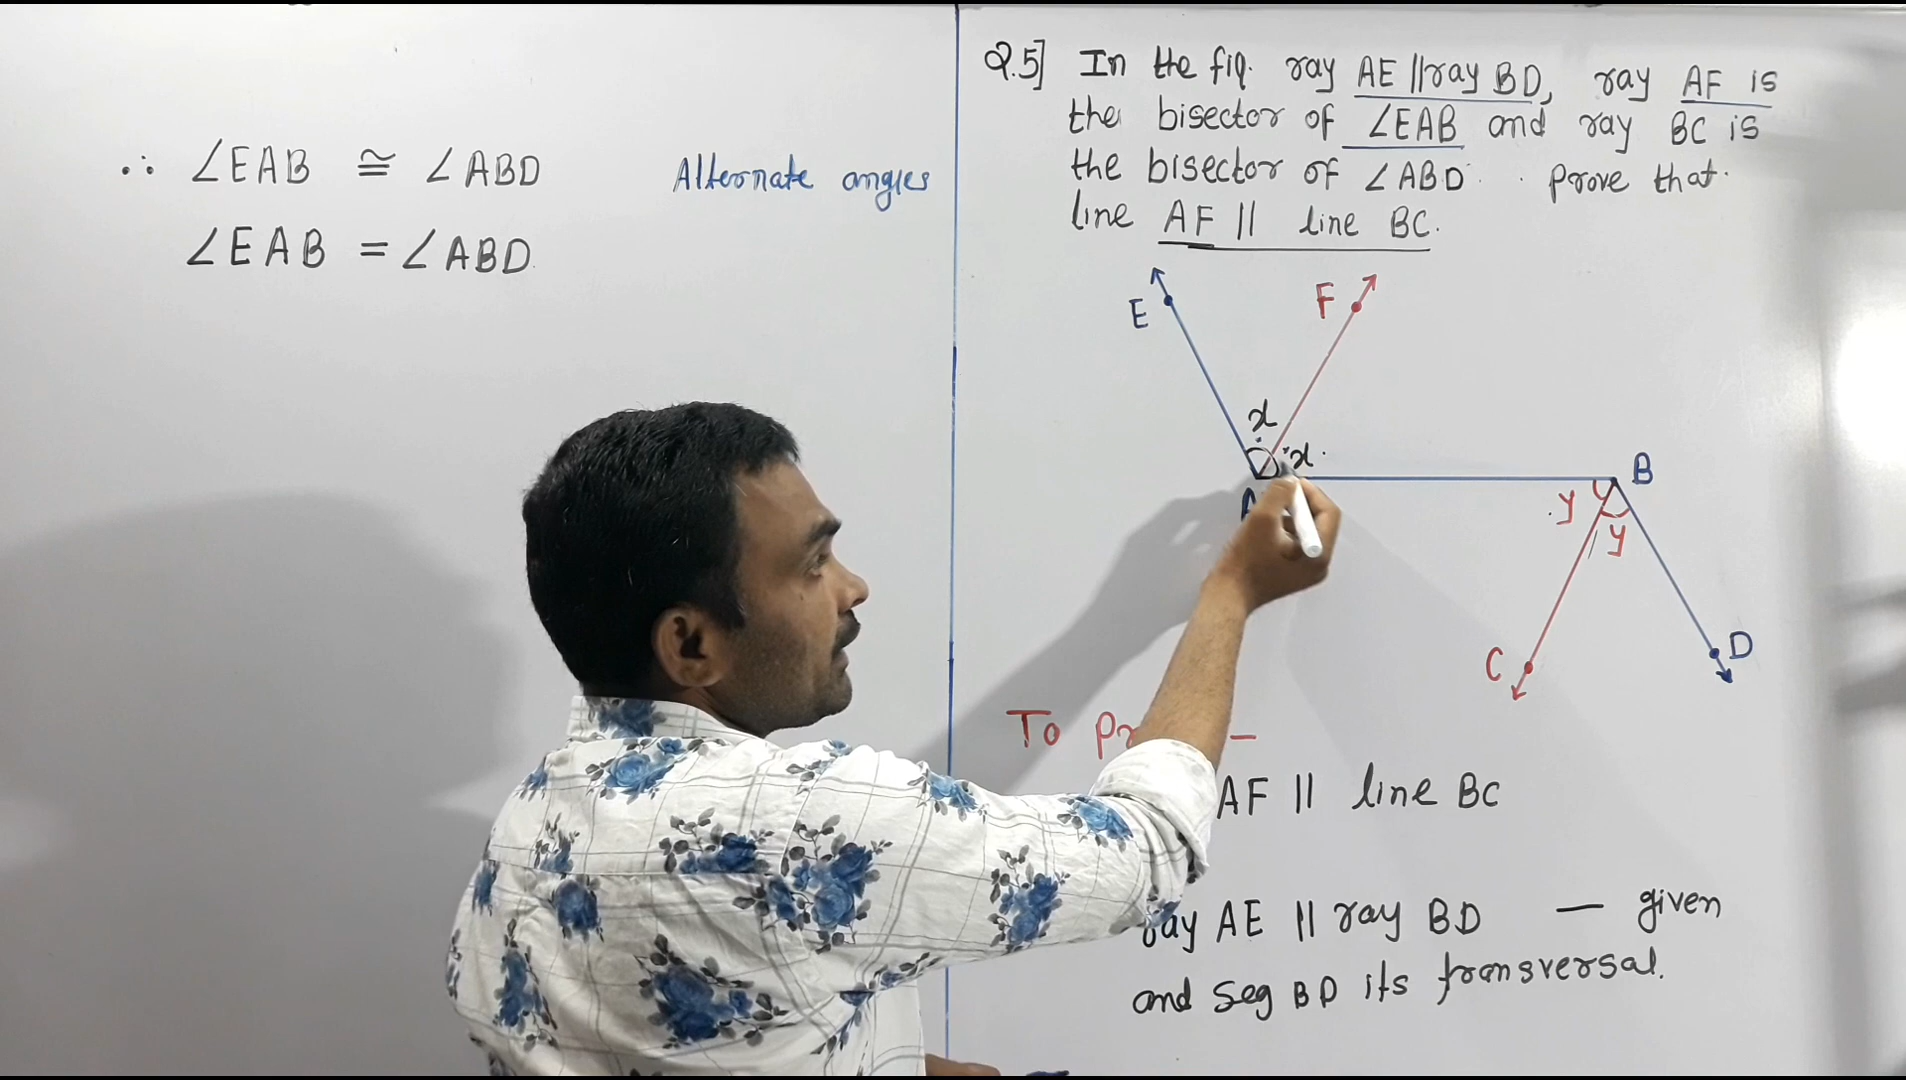 ∴ ∠EAB ≅ ∠ABD Alternate angles
∠EAB = ∠ABD
Q.5] In the fig. ray AE || ray BD, ray AF is
the bisector of ∠EAB and ray BC is
the bisector of ∠ABD. Prove that
line AF || line BC.
E
F
x
x
A
B
y
y
C
D
To
AF || line BC
ray AE || ray BD — given
and seg BD its transversal.